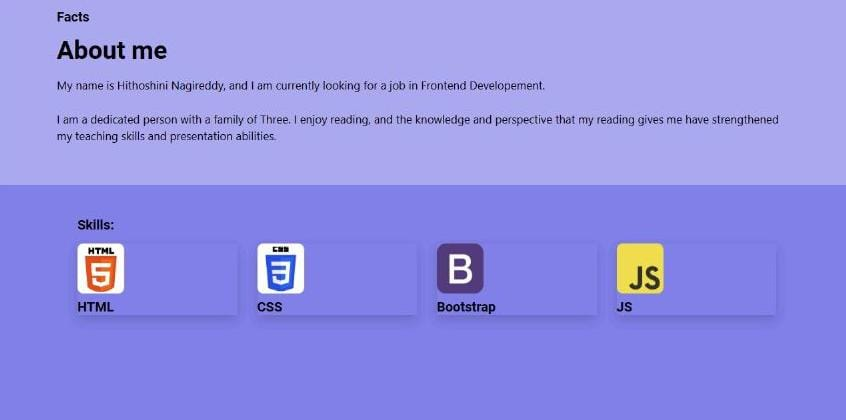 Facts
About me
My name is Hithoshini Nagireddy, and I am currently looking for a job in Frontend Developement.
I am a dedicated person with a family of Three. I enjoy reading, and the knowledge and perspective that my reading gives me have strengthened
my teaching skills and presentation abilities.
Skills:
HTML
5
CSS
3
B
JS
HTML
CSS
Bootstrap
JS